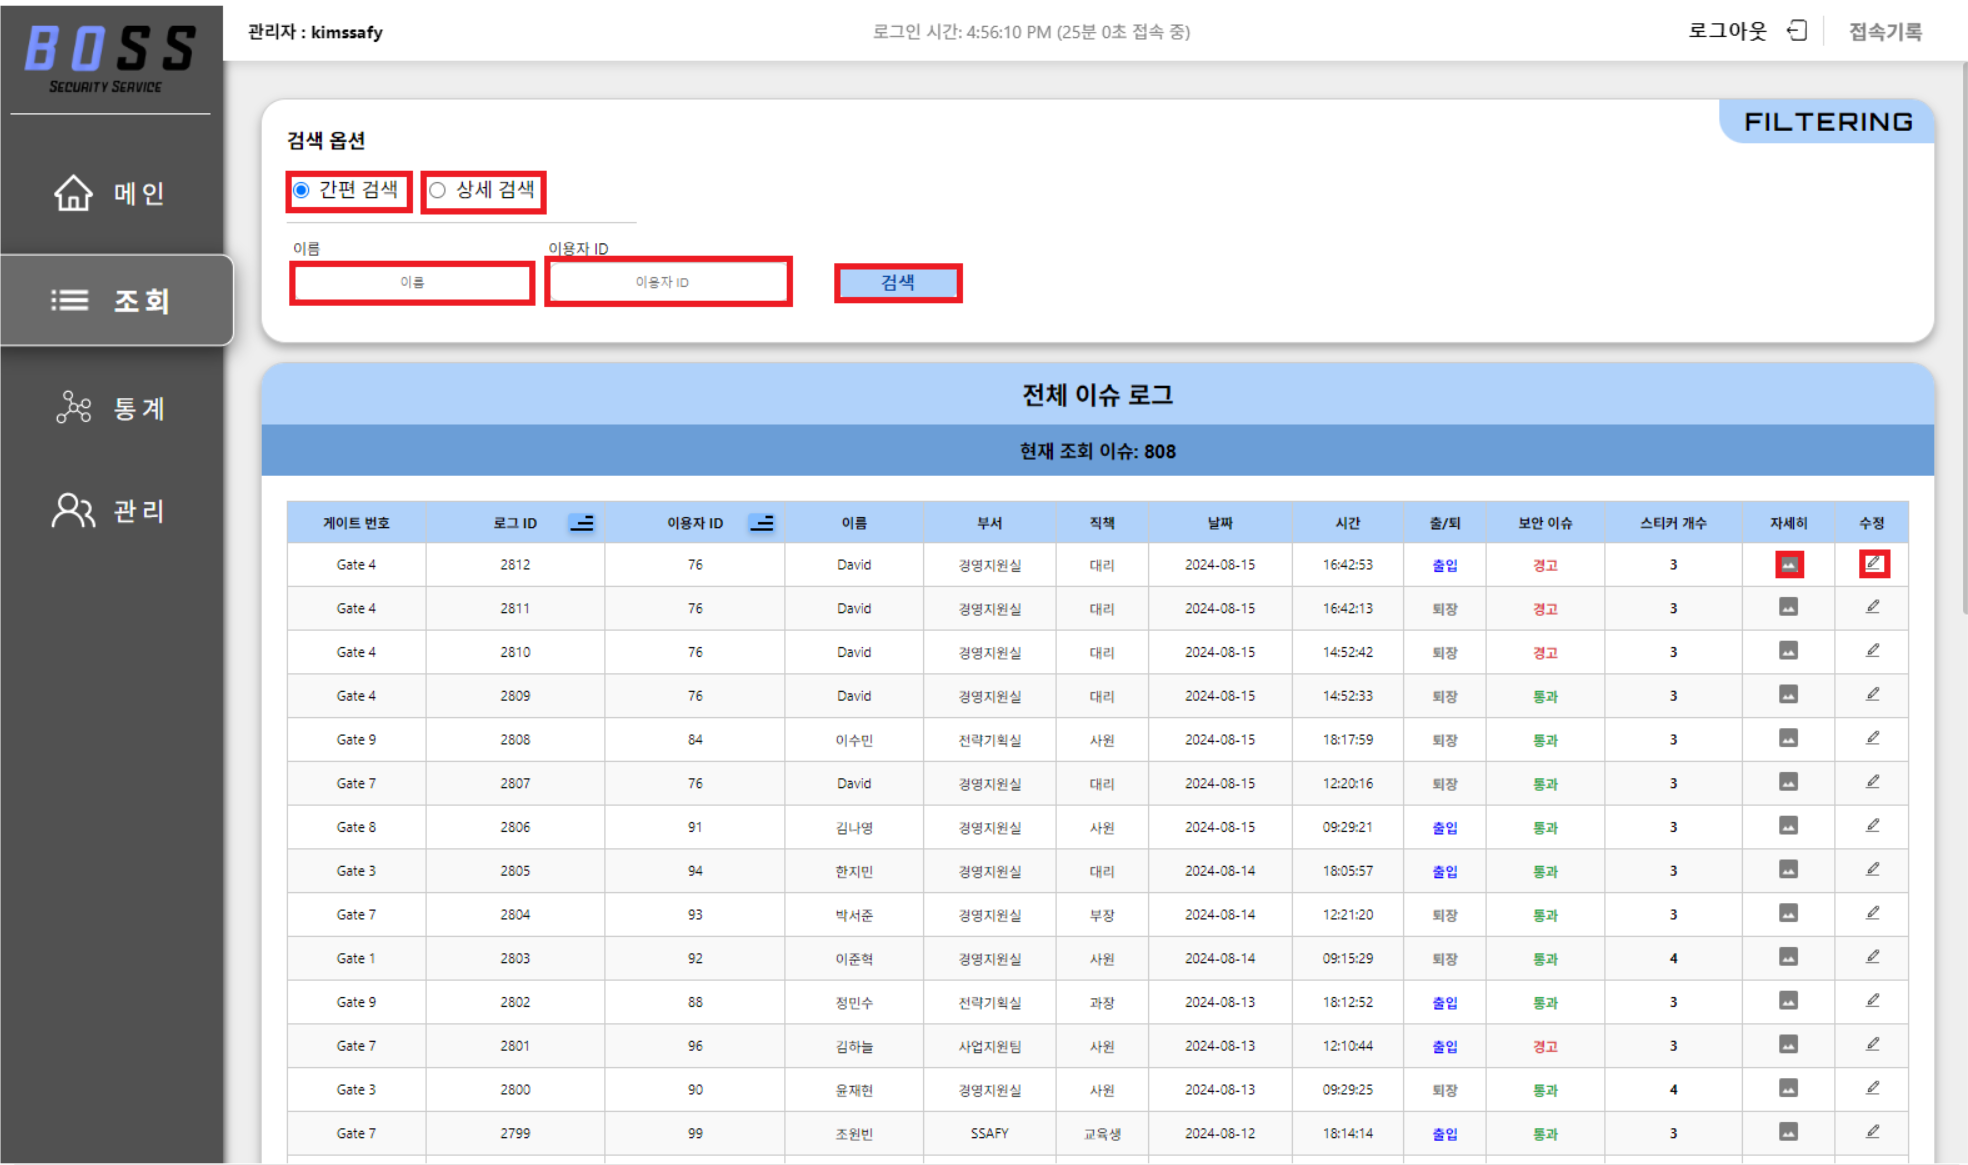 BOSS
SECURITY SERVICE
관리자 : kimssafy
로그인 시간: 4:56:10 PM (25분 0초 접속 중)
로그아웃
접속기록
메인
조회
통계
관리
FILTERING
검색 옵션
간편 검색
상세 검색
이름
이용자 ID
이름
이용자 ID
검색
전체 이슈 로그
현재 조회 이슈: 808
게이트 번호 로그 ID 이용자 ID 이름 부서 직책 날짜 시간 출/퇴 보안 이슈 스티커 개수 자세히 수정
Gate 4 2812 76 David 경영지원실 대리 2024-08-15 16:42:53 출입 경고 3
Gate 4 2811 76 David 경영지원실 대리 2024-08-15 16:42:13 퇴장 경고 3
Gate 4 2810 76 David 경영지원실 대리 2024-08-15 14:52:42 퇴장 경고 3
Gate 4 2809 76 David 경영지원실 대리 2024-08-15 14:52:33 퇴장 통과 3
Gate 9 2808 84 이수민 전략기획실 사원 2024-08-15 18:17:59 퇴장 통과 3
Gate 7 2807 76 David 경영지원실 대리 2024-08-15 12:20:16 퇴장 통과 3
Gate 8 2806 91 김나영 경영지원실 사원 2024-08-15 09:29:21 출입 통과 3
Gate 3 2805 94 한지민 경영지원실 대리 2024-08-14 18:05:57 출입 통과 3
Gate 7 2804 93 박서준 경영지원실 부장 2024-08-14 12:21:20 퇴장 통과 3
Gate 1 2803 92 이준혁 경영지원실 사원 2024-08-14 09:15:29 퇴장 통과 4
Gate 9 2802 88 정민수 전략기획실 과장 2024-08-13 18:12:52 출입 통과 3
Gate 7 2801 96 김하늘 사업지원팀 사원 2024-08-13 12:10:44 출입 경고 3
Gate 3 2800 90 윤재현 경영지원실 사원 2024-08-13 09:29:25 퇴장 통과 4
Gate 7 2799 99 조원빈 SSAFY 교육생 2024-08-12 18:14:14 출입 통과 3